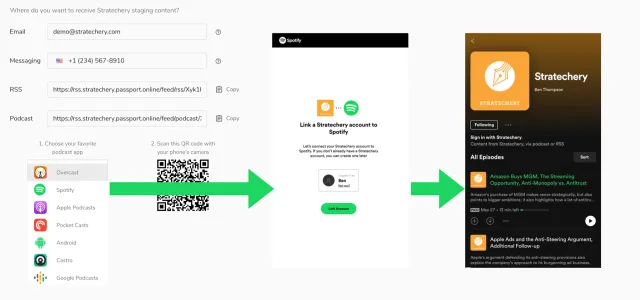 Where do you want to receive Stratechery staging content?
Email
demo@stratechery.com
Messaging
+1 (234) 567-8910
RSS
https://rss.stratechery.passport.online/feed/rss/Xyk1
Copy
Podcast
https://rss.stratechery.passport.online/feed/podcast/
Copy
1. Choose your favorite
podcast app
2. Scan this QR code with
your phone's camera
Overcast
Spotify
Apple Podcasts
Pocket Casts
Android
Castro
Google Podcasts
Spotify
STRATECHERY
Link a Stratechery account to
Spotify
Let's connect your Stratechery account to
Spotify. If you don't already have a Stratechery
account, you can create one later
Ben
Link Account
STRATECHERY
Stratechery
Ben Thompson
Following
Sign in with Stratechery.
Content from Stratechery, via podcast or RSS
All Episodes
Sort
Amazon Buys MGM, The Streaming
Opportunity, Anti-Monopoly vs. Antitrust
Amazon's purchase of MGM makes some strategically, but also
points to bigger ambitions; it also highlights how a lot of antitru...
May 27 • 13 min left
Apple Ads and the Anti-Steering Argument,
Additional Follow-up
Apple's argument defending its anti-steering provisions also
explain the company's approach to its burgeoning ad business...